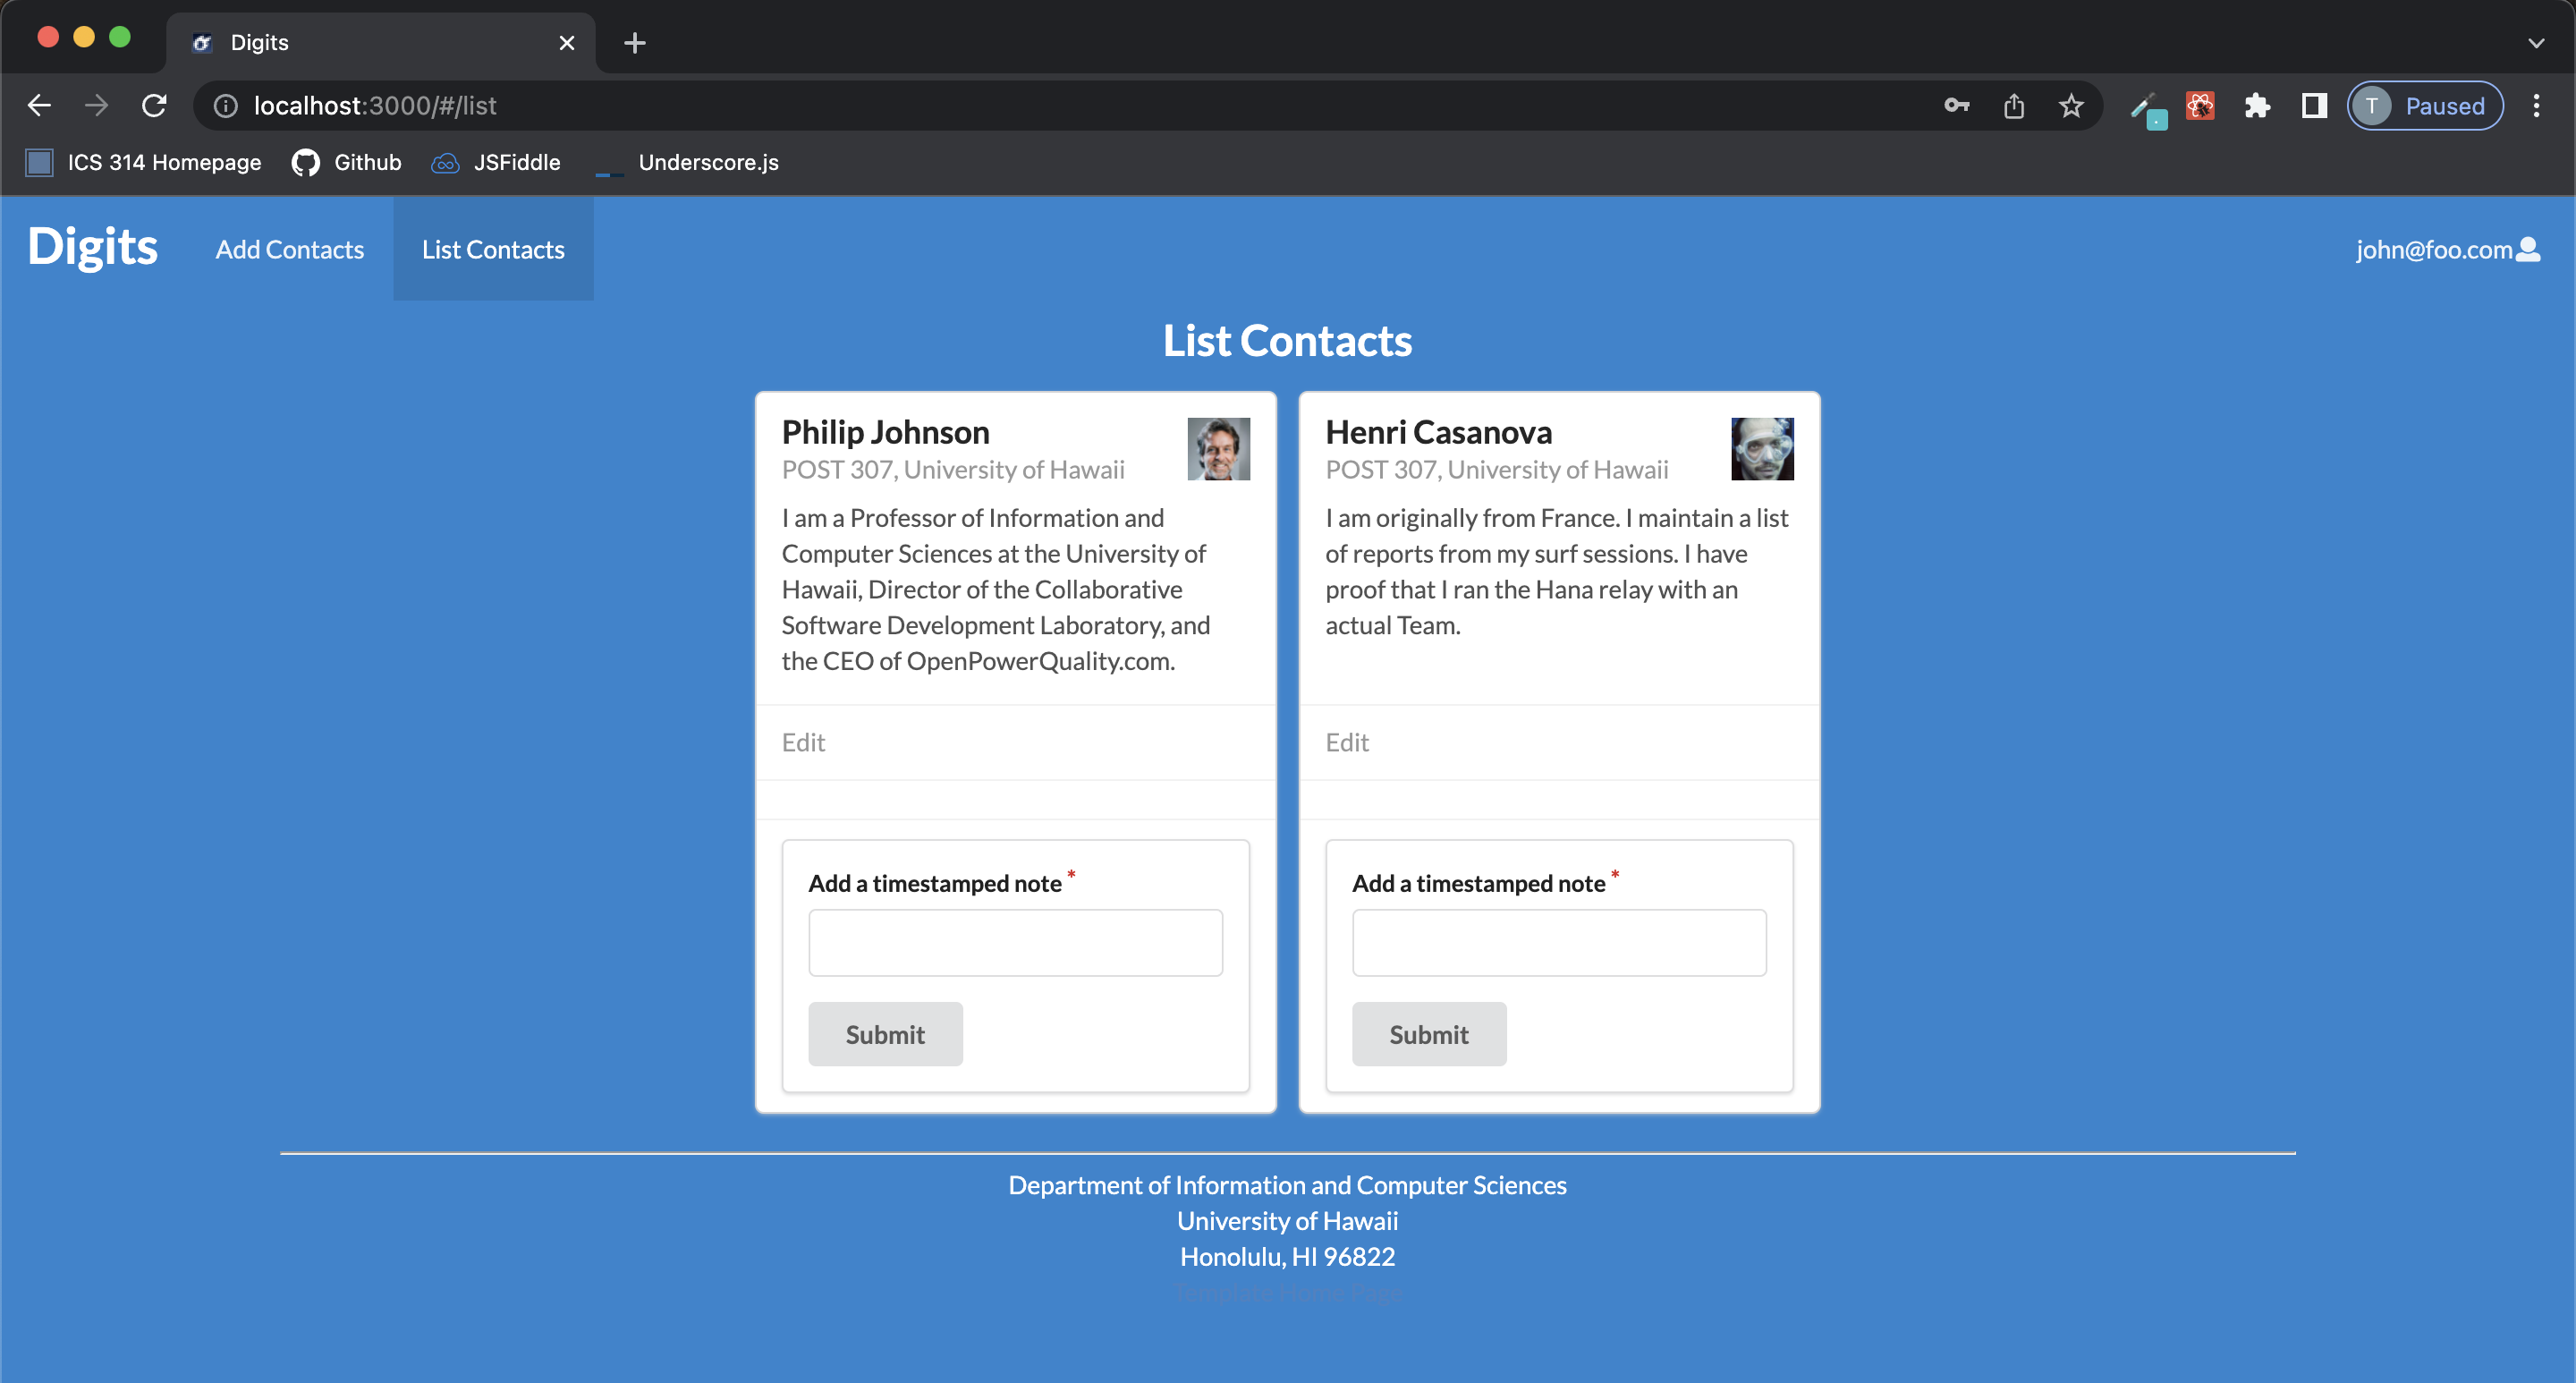 Digits
localhost:3000/#/list
T Paused
ICS 314 Homepage Github JSFiddle Underscore.js
Digits Add Contacts List Contacts john@foo.com
List Contacts
Philip Johnson
POST 307, University of Hawaii
I am a Professor of Information and
Computer Sciences at the University of
Hawaii, Director of the Collaborative
Software Development Laboratory, and
the CEO of OpenPowerQuality.com.
Edit
Add a timestamped note *
Submit
Henri Casanova
POST 307, University of Hawaii
I am originally from France. I maintain a list
of reports from my surf sessions. I have
proof that I ran the Hana relay with an
actual Team.
Edit
Add a timestamped note *
Submit
Department of Information and Computer Sciences
University of Hawaii
Honolulu, HI 96822
Template Home Page